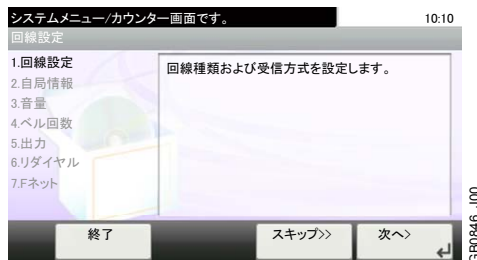 システムメニュー/カウンター画面です。
10:10
回線設定
1.回線設定
2.自局情報
3.音量
4.ベル回数
5.出力
6.リダイヤル
7.Fネット
回線種類および受信方式を設定します。
終了
スキップ>>
次へ>
GB0846_J00